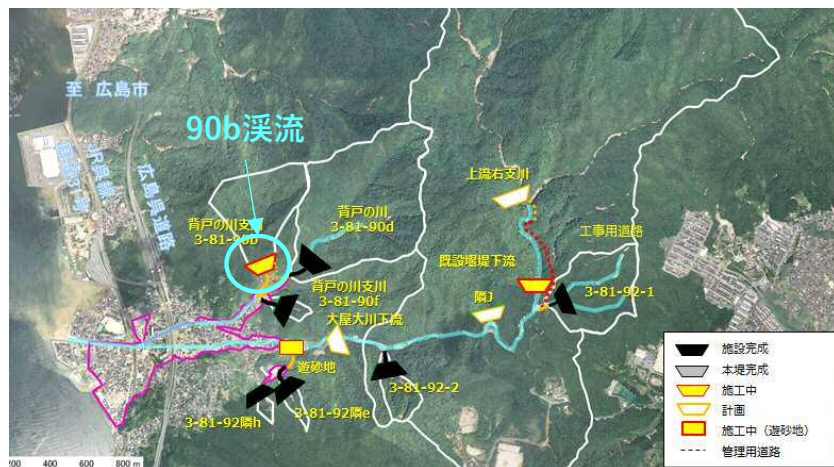 至 広島市
JR呉線
広島呉道路
90b渓流
背戸の川支川
3-81-90b
背戸の川
3-81-90d
背戸の川支川
3-81-90f
上流右支川
工事用道路
既設堰堤下流
3-81-92-1
隣J
大屋大川下流
遊砂地
3-81-92-2
3-81-92隣e
3-81-92隣h
施設完成
本堤完成
施工中
計画
施工中（遊砂地）
管理用道路
200 400 600 800 m